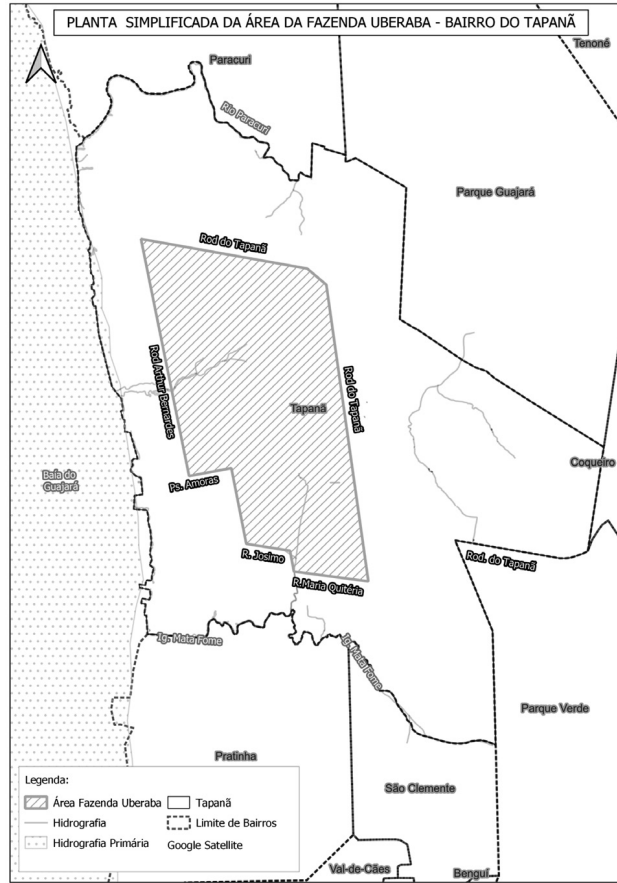 PLANTA SIMPLIFICADA DA ÁREA DA FAZENDA UBERABA - BAIRRO DO TAPANÃ
Tenoné
Paracuri
Rio Paracuri
Parque Guajará
Rod do Tapanã
Rod Arthur Bernardes
Rod do Tapanã
Tapanã
Coqueiro
Baía do
Guajará
Ps. Amoras
R. Josimo
Rod. do Tapanã
R.Maria Quitéria
Ig. Mata Fome
Ig. Mata Fome
Parque Verde
Pratinha
São Clemente
Val-de-Cães
Benguí
Legenda:
Área Fazenda Uberaba
Tapanã
Hidrografia
Limite de Bairros
Hidrografia Primária
Google Satellite